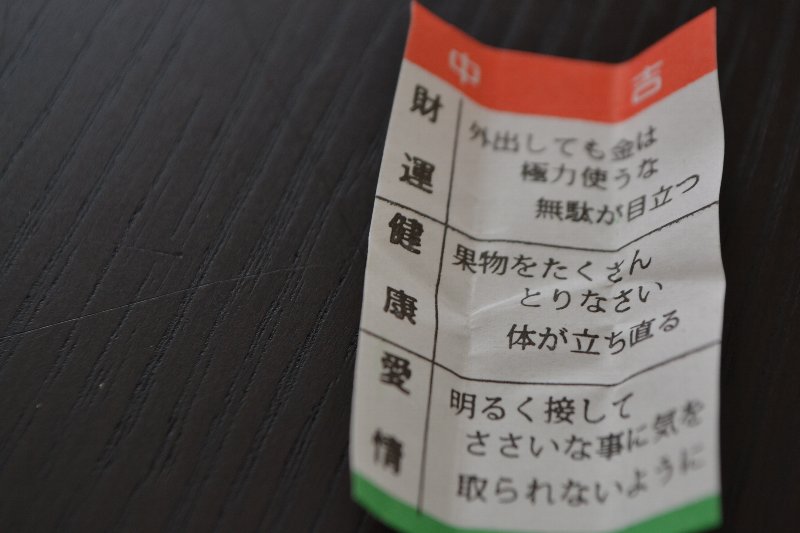 中吉
財運
外出しても金は
極力使うな
無駄が目立つ
健康
果物をたくさん
とりなさい
体が立ち直る
愛情
明るく接して
ささいな事に気を
取られないように